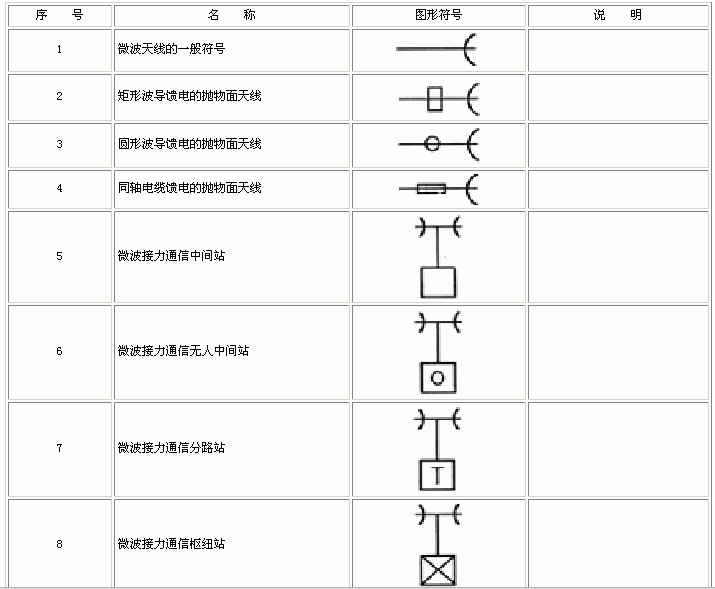 序 号 名 称 图形符号 说 明
1 微波天线的一般符号
2 矩形波导馈电的抛物面天线
3 圆形波导馈电的抛物面天线
4 同轴电缆馈电的抛物面天线
5 微波接力通信中间站
6 微波接力通信无人中间站
O
7 微波接力通信分路站
T
8 微波接力通信枢纽站